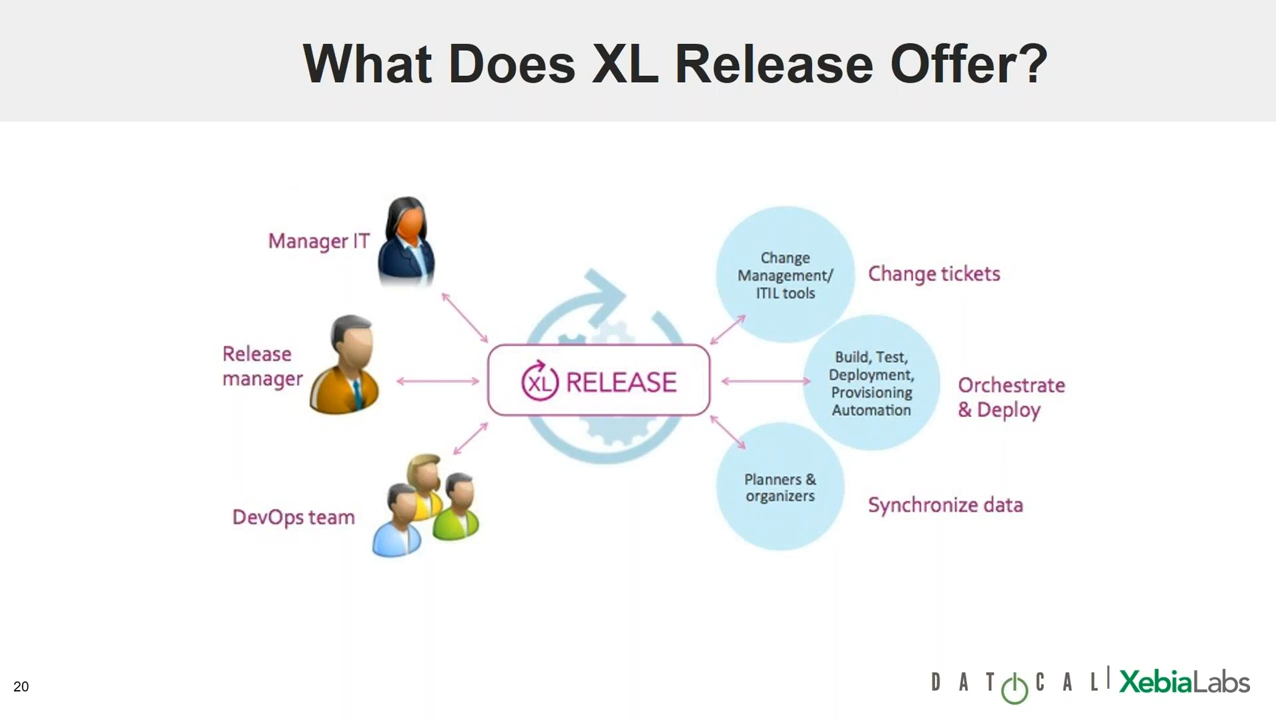 What Does XL Release Offer?
Manager IT
Release
manager
DevOps team
XL RELEASE
Change
Management/
ITIL tools
Change tickets
Build, Test,
Deployment,
Provisioning
Automation
Orchestrate
& Deploy
Planners &
organizers
Synchronize data
20
DATICAL
XebiaLabs